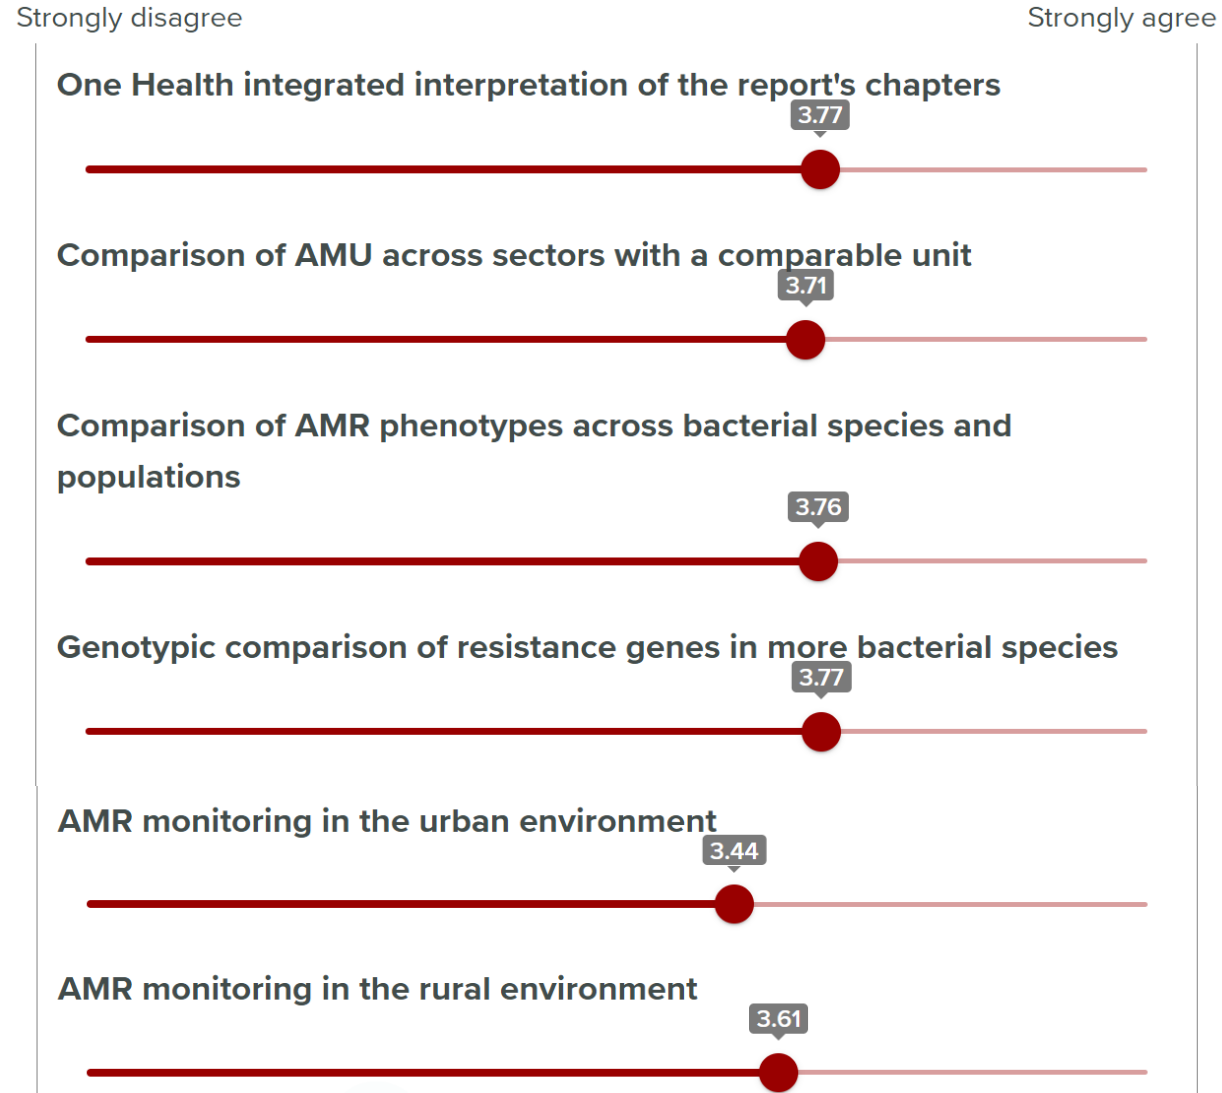 Strongly disagree Strongly agree
One Health integrated interpretation of the report's chapters
3.77
Comparison of AMU across sectors with a comparable unit
3.71
Comparison of AMR phenotypes across bacterial species and
populations
3.76
Genotypic comparison of resistance genes in more bacterial species
3.77
AMR monitoring in the urban environment
3.44
AMR monitoring in the rural environment
3.61